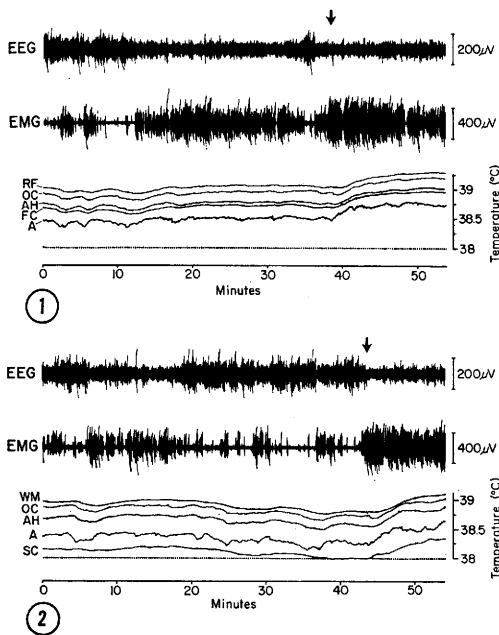 EEG
200μV
EMG
400μV
RF
OC
AH
FC
A
39
38.5
38
Temperature (°C)
0 10 20 30 40 50
Minutes
1
EEG
200μV
EMG
400μV
WM
OC
AH
A
SC
39
38.5
38
Temperature (°C)
0 10 20 30 40 50
Minutes
2